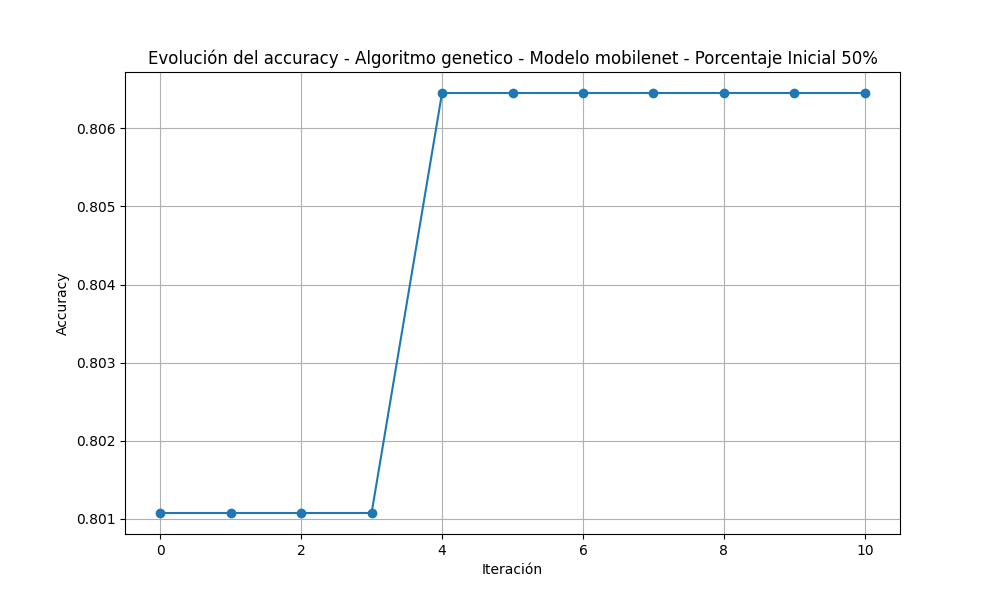 Evolución del accuracy - Algoritmo genetico - Modelo mobilenet - Porcentaje Inicial 50%
Accuracy
0.806
0.805
0.804
0.803
0.802
0.801
0 2 4 6 8 10
Iteración